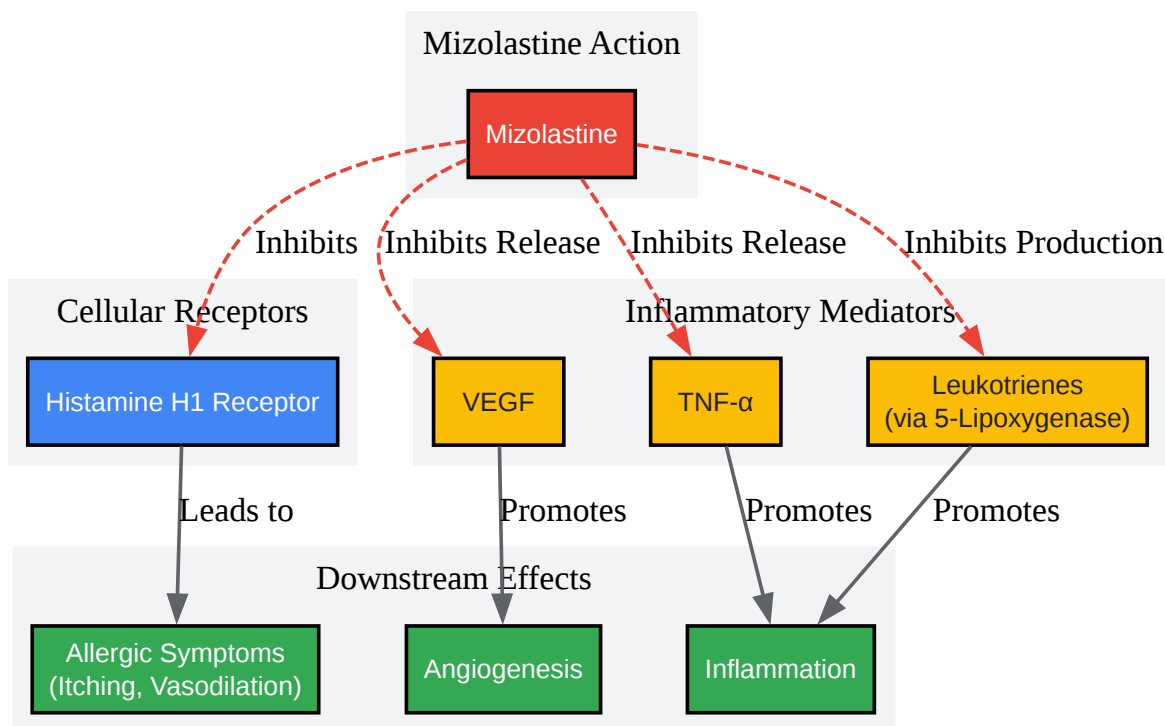 Mizolastine Action
Mizolastine
Inhibits
Inhibits Release
Inhibits Release
Inhibits Production
Cellular Receptors
Inflammatory Mediators
Histamine H1 Receptor
VEGF
TNF-α
Leukotrienes
(via 5-Lipoxygenase)
Leads to
Promotes
Promotes
Promotes
Downstream Effects
Allergic Symptoms
(Itching, Vasodilation)
Angiogenesis
Inflammation